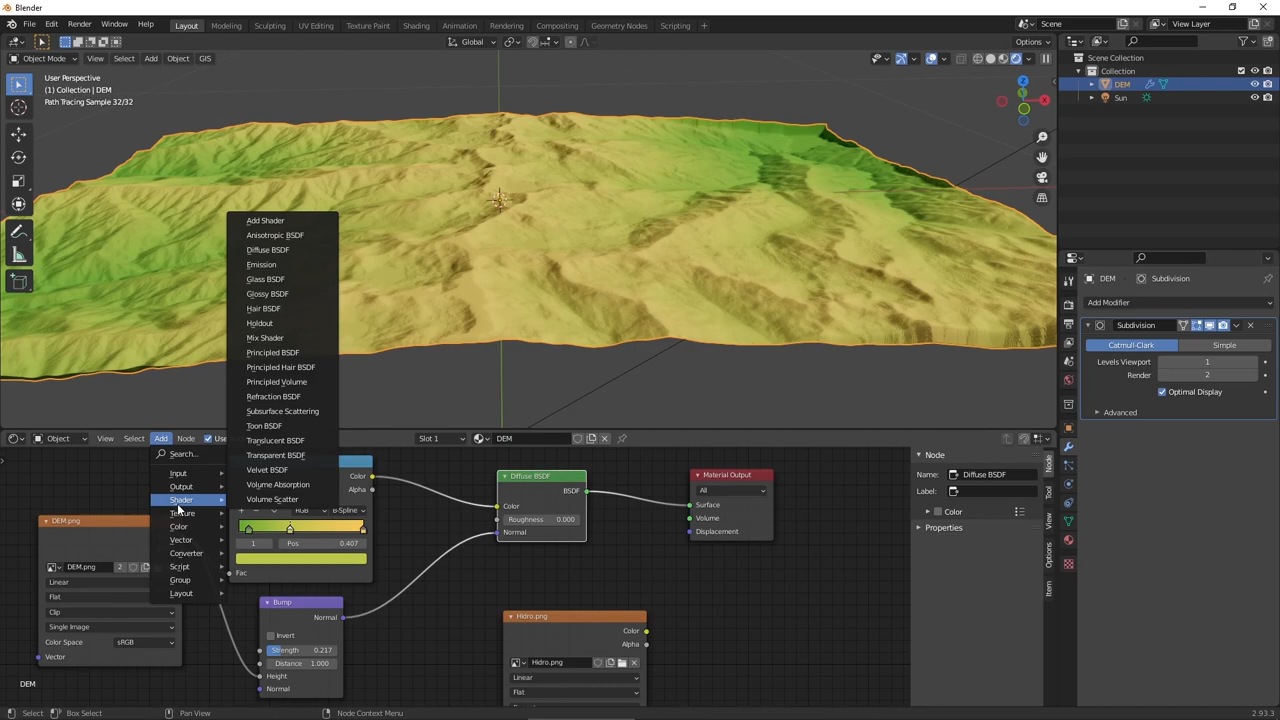 Blender
File Edit Render Window Help Layout Modeling Sculpting UV Editing Texture Paint Shading Animation Rendering Compositing Geometry Nodes Scripting + Scene View Layer
Global Options
Object Mode View Select Add Object GIS
User Perspective
(1) Collection | DEM
Path Tracing Sample 32/32
Z
X
Y
Scene Collection
Collection
DEM
Sun
DEM Subdivision
Add Modifier
Subdivision
Catmull-Clark Simple
Levels Viewport 1
Render 2
Optimal Display
Advanced
Add Shader
Anisotropic BSDF
Diffuse BSDF
Emission
Glass BSDF
Glossy BSDF
Hair BSDF
Holdout
Mix Shader
Principled BSDF
Principled Hair BSDF
Principled Volume
Refraction BSDF
Subsurface Scattering
Toon BSDF
Translucent BSDF
Transparent BSDF
Velvet BSDF
Volume Absorption
Volume Scatter
Object View Select Add Node Slot 1 DEM
Search...
Input
Output
Shader
Texture
Color
Vector
Converter
Script
Group
Layout
DEM.png
DEM.png 2
Linear
Flat
Clip
Single Image
Color Space sRGB
Vector
Color
Alpha
RGB B-Spline
1 Pos 0.407
Fac
Bump
Normal
Invert
Strength 0.217
Distance 1.000
Height
Normal
Diffuse BSDF
BSDF
Color
Roughness 0.000
Normal
Material Output
All
Surface
Volume
Displacement
Hidro.png
Color
Alpha
Hidro.png
Linear
Flat
Node
Name: Diffuse BSDF
Label:
Color
Properties
Node
Tool
View
Options
Item
DEM
Select Box Select Pan View Node Context Menu 2.93.3